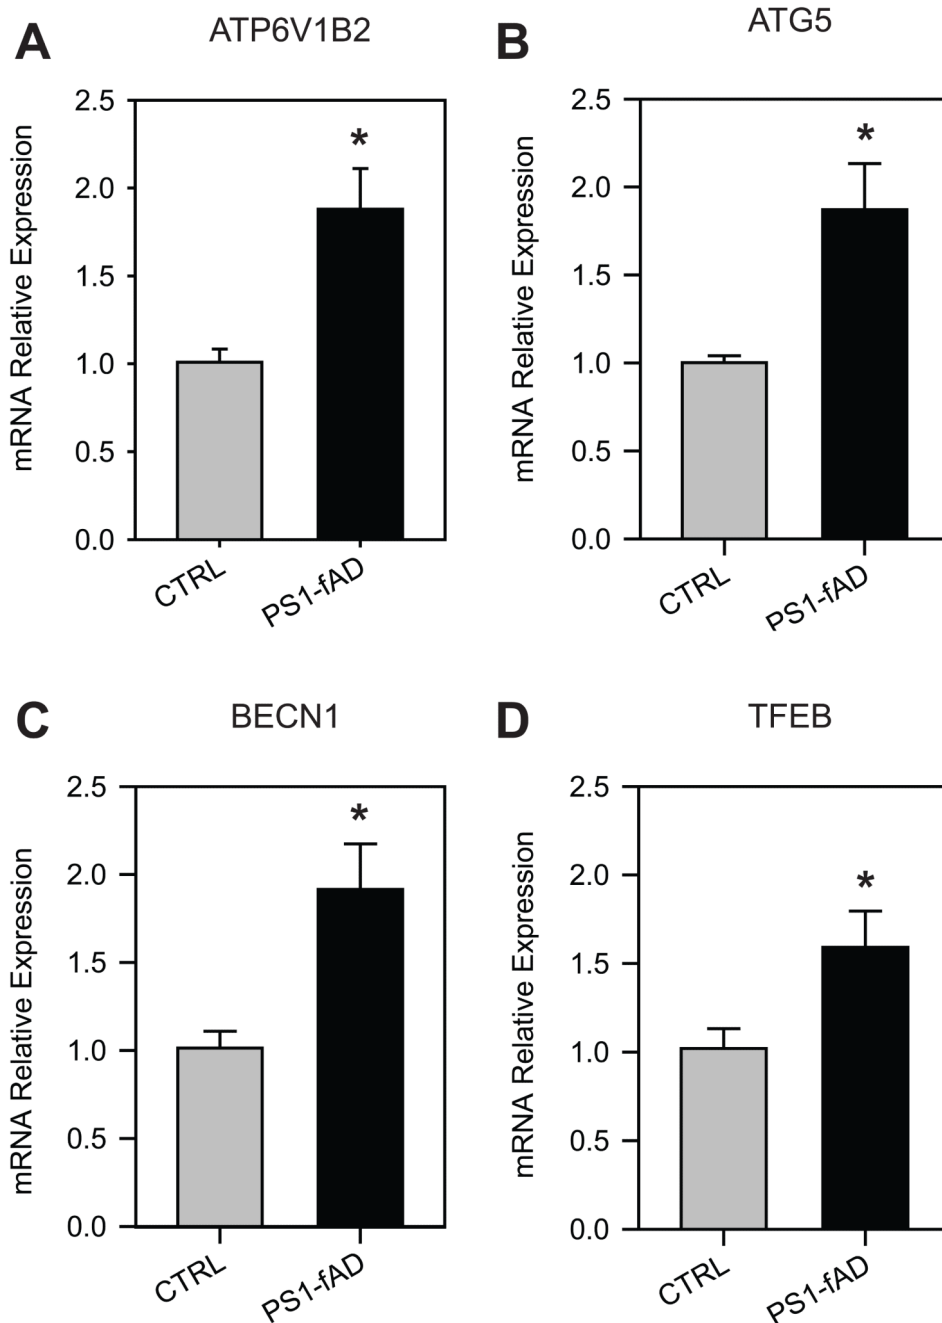 A
ATP6V1B2
mRNA Relative Expression
2.5
2.0
1.5
1.0
0.5
0.0
*
CTRL
PS1-fAD
B
ATG5
mRNA Relative Expression
2.5
2.0
1.5
1.0
0.5
0.0
*
CTRL
PS1-fAD
C
BECN1
mRNA Relative Expression
2.5
2.0
1.5
1.0
0.5
0.0
*
CTRL
PS1-fAD
D
TFEB
mRNA Relative Expression
2.5
2.0
1.5
1.0
0.5
0.0
*
CTRL
PS1-fAD